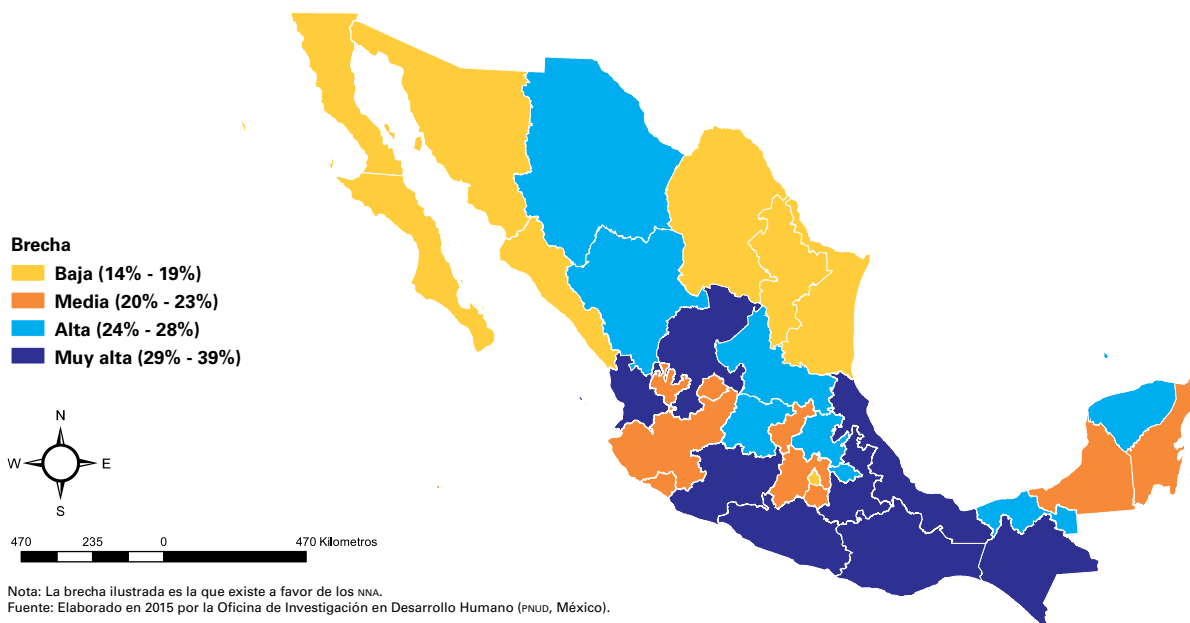 Brecha
Baja (14% - 19%)
Media (20% - 23%)
Alta (24% - 28%)
Muy alta (29% - 39%)
N
W E
S
470 235 0 470 Kilometros
Nota: La brecha ilustrada es la que existe a favor de los NNA.
Fuente: Elaborado en 2015 por la Oficina de Investigación en Desarrollo Humano (PNUD, México).